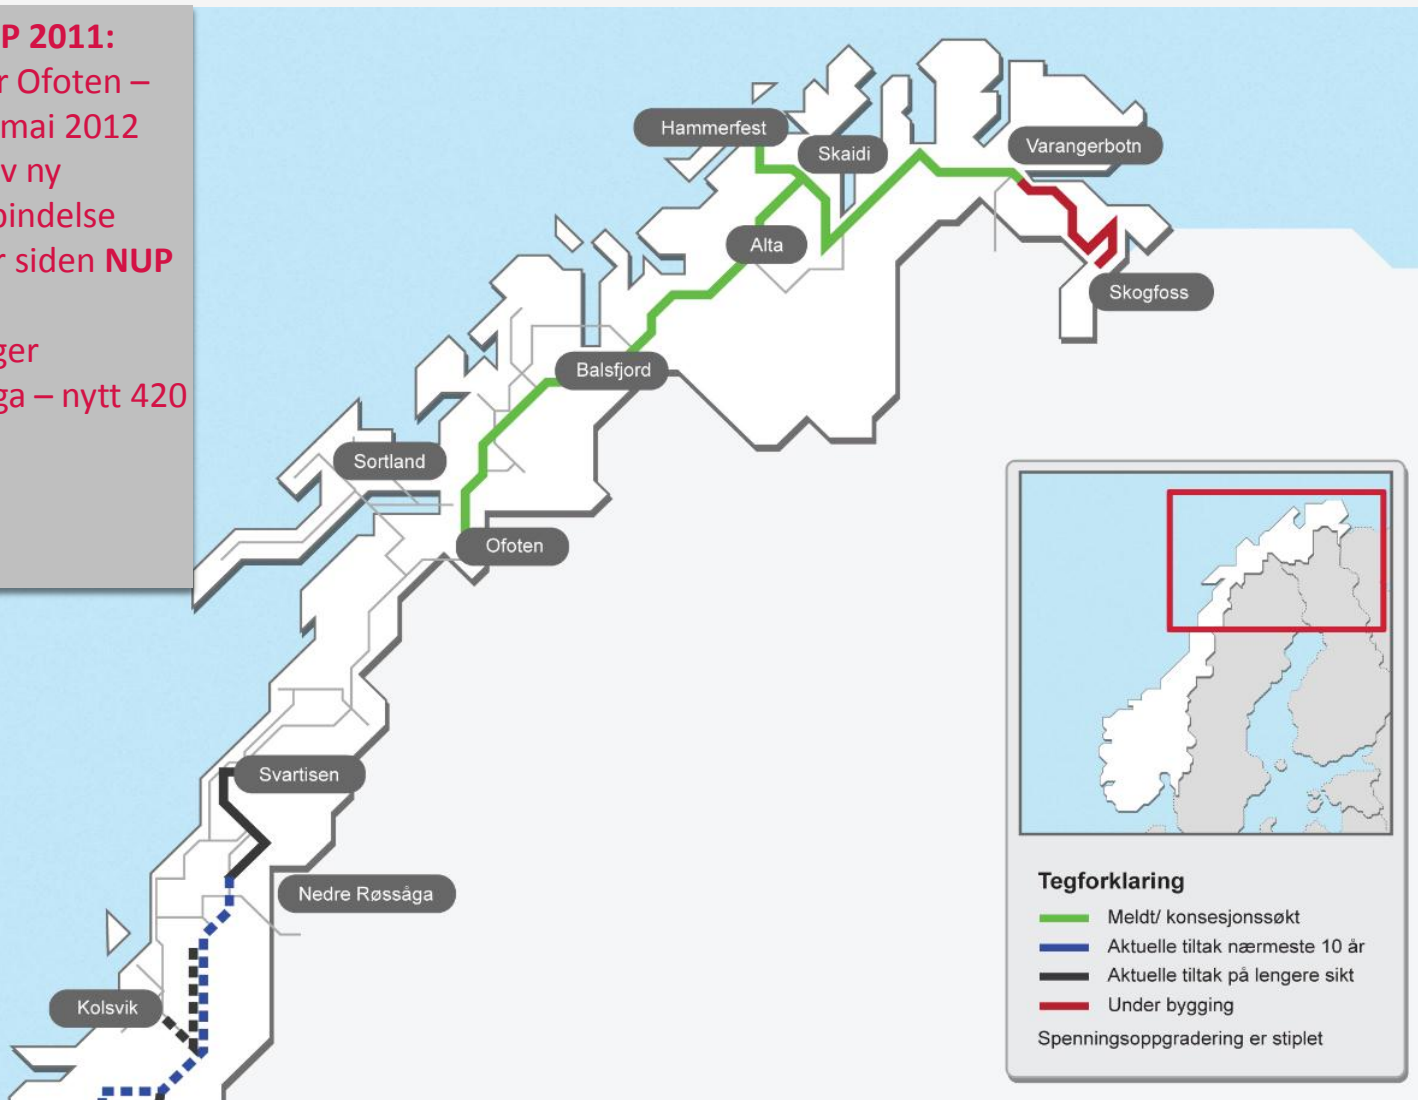 P 2011:
r Ofoten –
mai 2012
v ny
bindelse
r siden NUP
ger
ga – nytt 420
Hammerfest
Skaidi
Varangerbotn
Alta
Skogfoss
Balsfjord
Sortland
Ofoten
Svartisen
Nedre Røssåga
Kolsvik
Tegforklaring
Meldt/ konsesjonssøkt
Aktuelle tiltak nærmeste 10 år
Aktuelle tiltak på lengere sikt
Under bygging
Spenningsoppgradering er stiplet